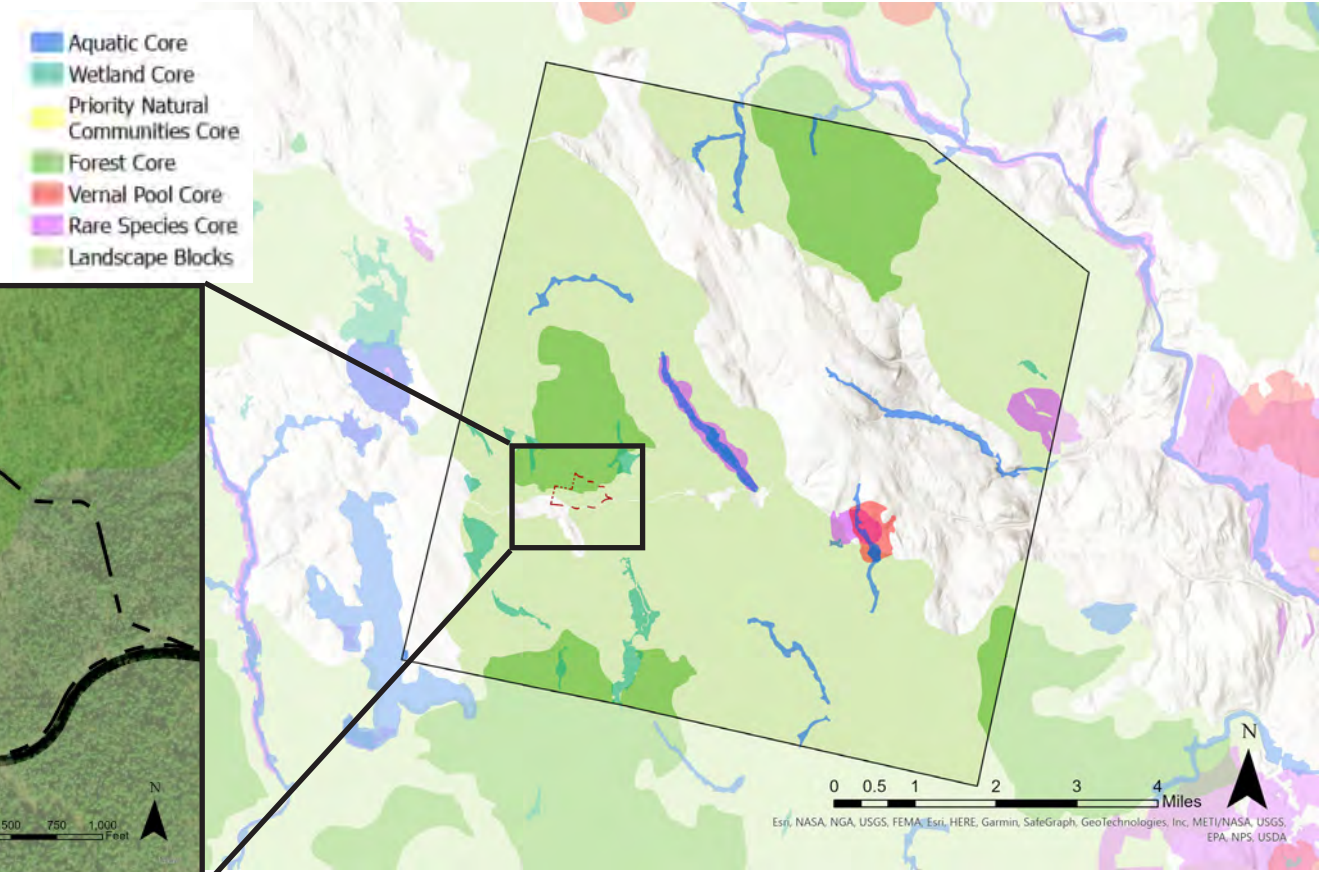 Aquatic Core
Wetland Core
Priority Natural
Communities Core
Forest Core
Vernal Pool Core
Rare Species Core
Landscape Blocks
N
500 750 1,000
Feet
N
0 0.5 1 2 3 4
Miles
Esri, NASA, NGA, USGS, FEMA, Esri, HERE, Garmin, SafeGraph, GeoTechnologies, Inc, METI/NASA, USGS,
EPA, NPS, USDA